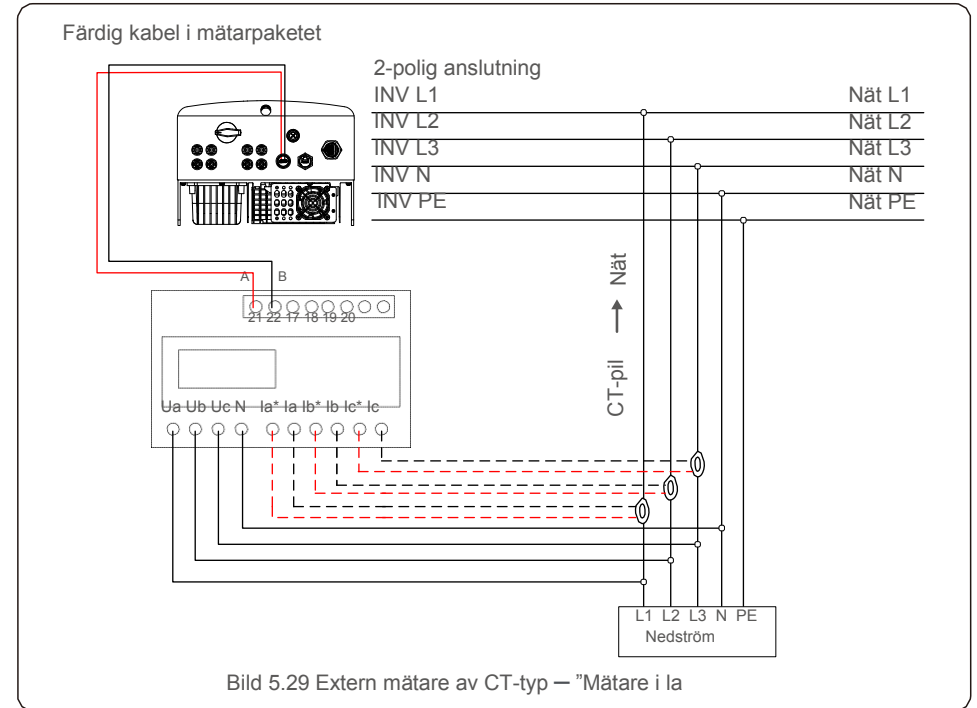 Färdig kabel i mätarpaketet
2-polig anslutning
INV L1 Nät L1
INV L2 Nät L2
INV L3 Nät L3
INV N Nät N
INV PE Nät PE
A B
21 22 17 18 19 20
CT-pil → Nät
Ua Ub Uc N Ia* Ia Ib* Ib Ic* Ic
L1 L2 L3 N PE
Nedström
Bild 5.29 Extern mätare av CT-typ — ”Mätare i la